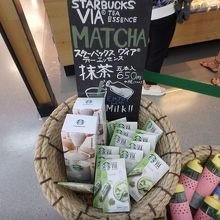 STARBUCKS
VIA® TEA
ESSENCE
MATCHA
スターバックス ヴィア®
ティーエッセンス
抹茶 五本入
650円
Milk!!